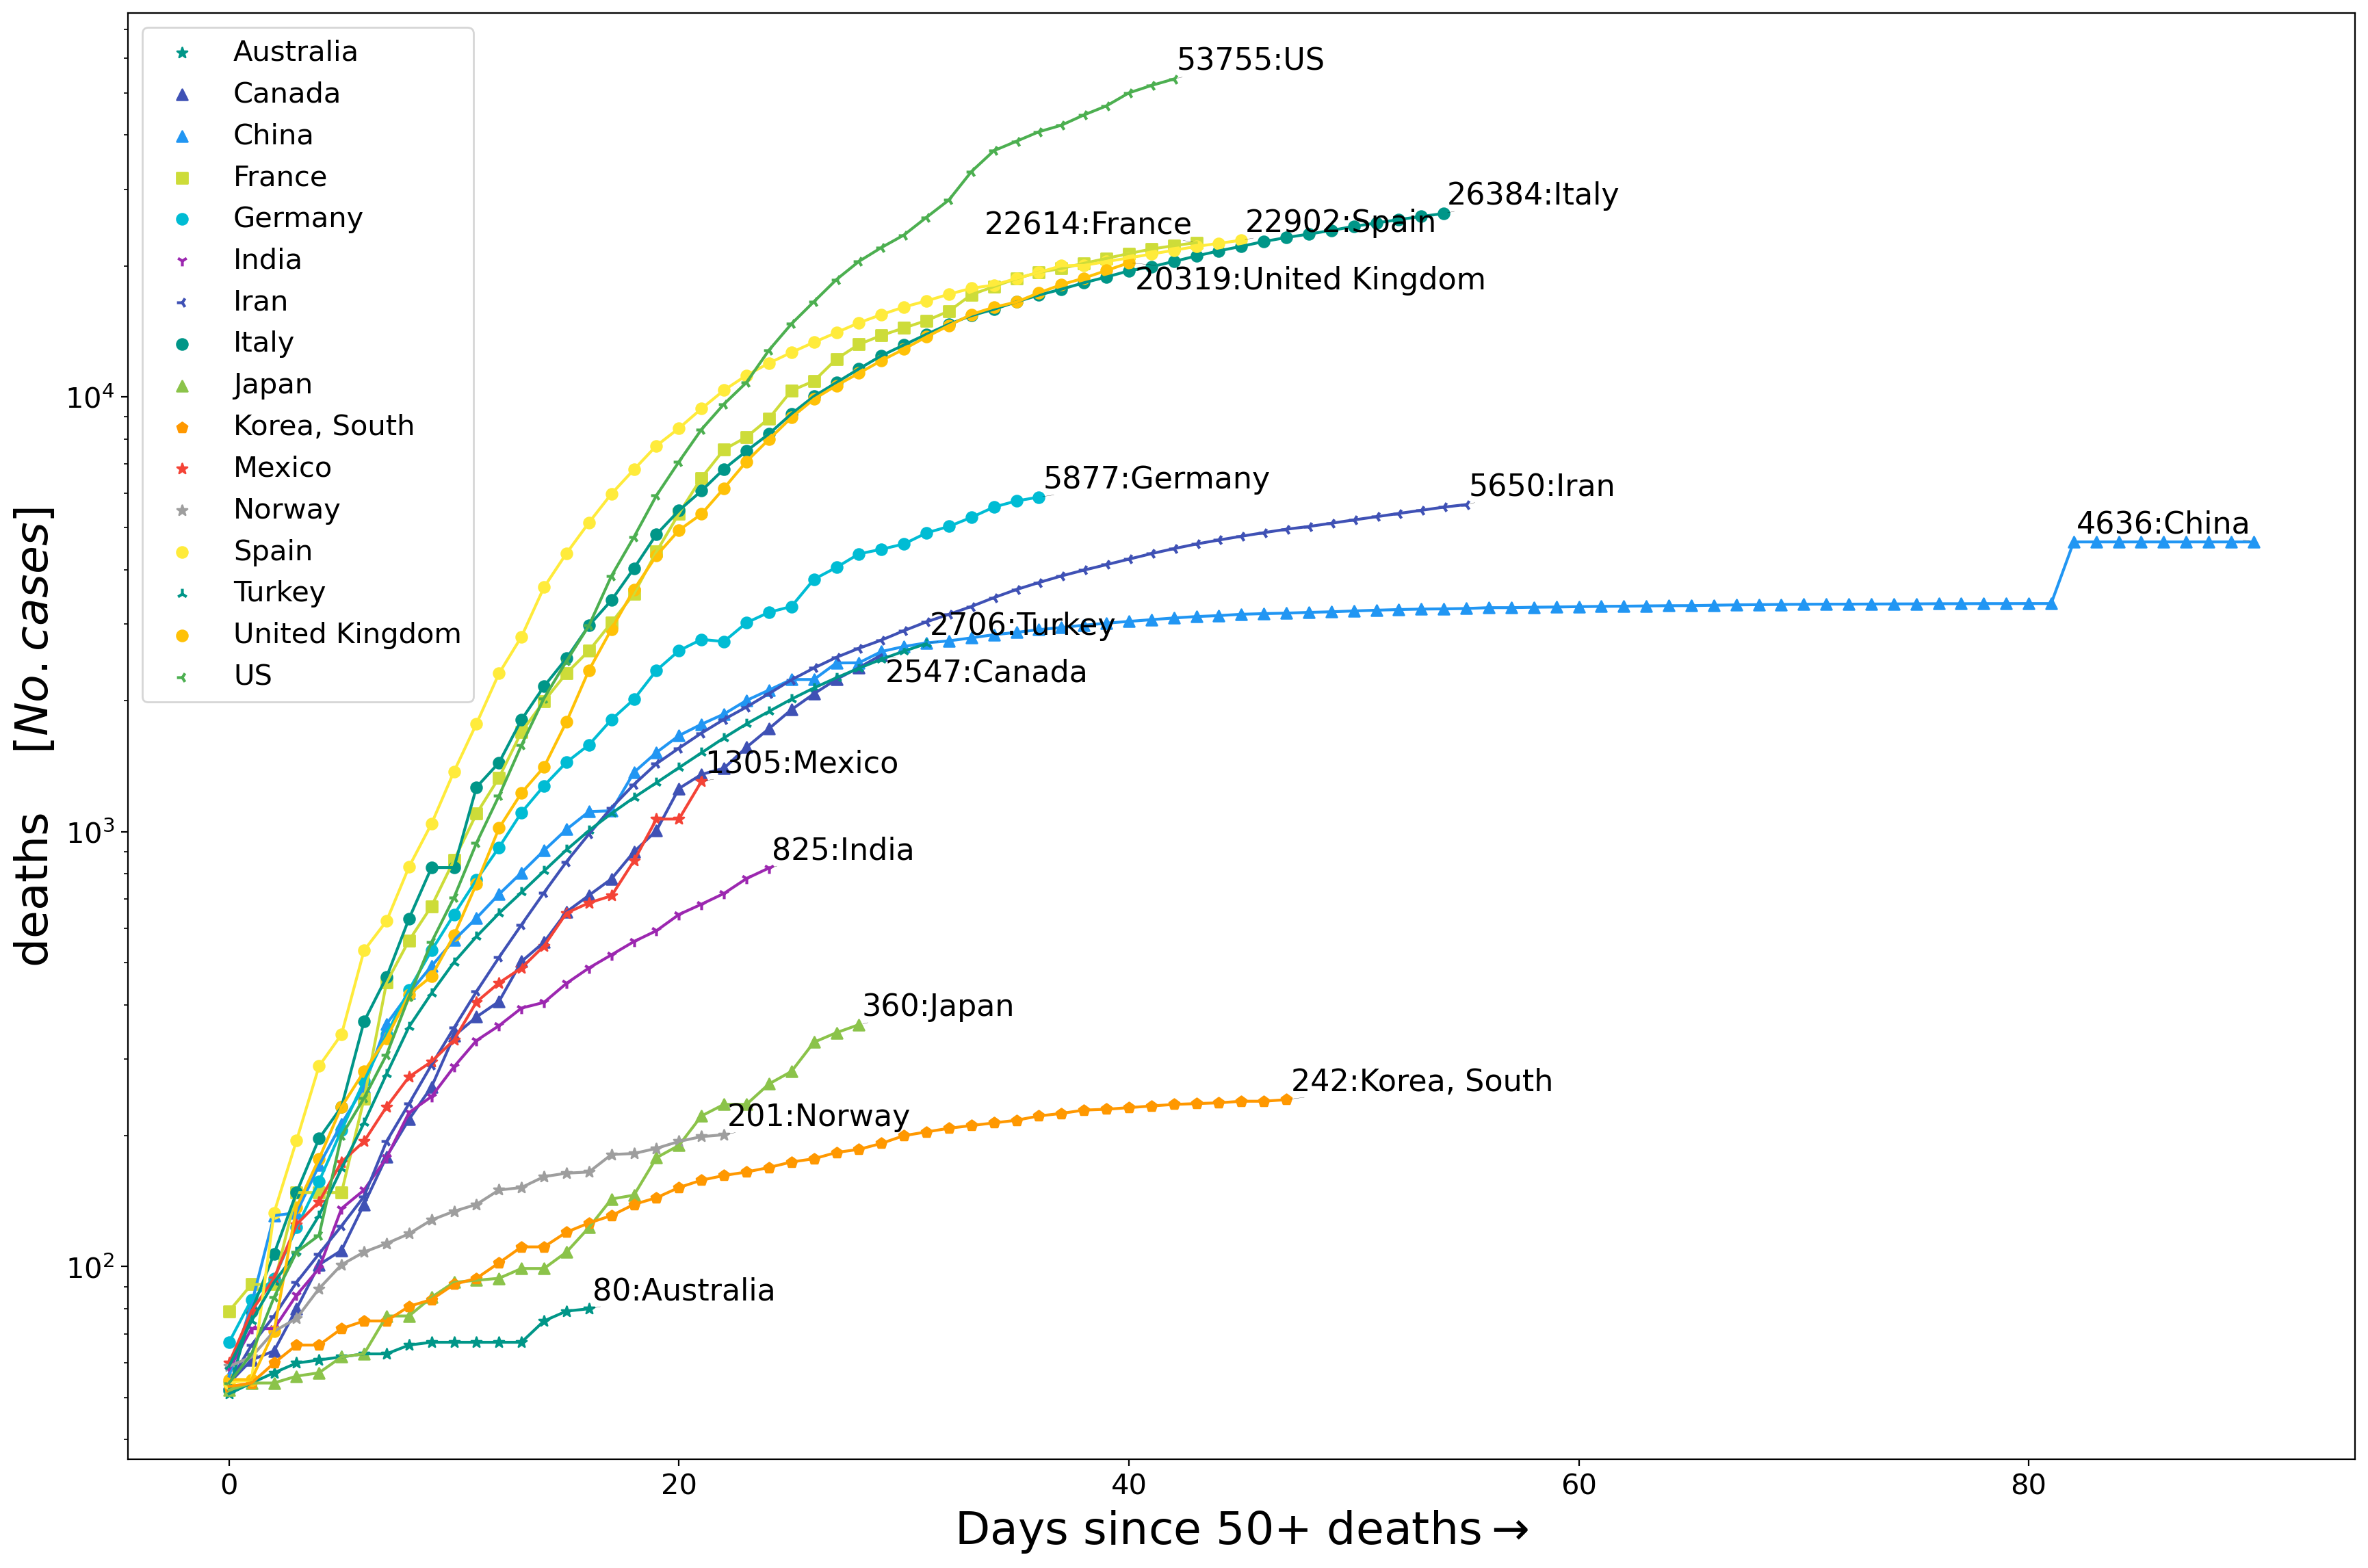 Australia
Canada
China
France
Germany
India
Iran
Italy
Japan
Korea, South
Mexico
Norway
Spain
Turkey
United Kingdom
US
53755:US
26384:Italy
22614:France
22902:Spain
20319:United Kingdom
5877:Germany
5650:Iran
4636:China
2706:Turkey
2547:Canada
1305:Mexico
825:India
360:Japan
242:Korea, South
201:Norway
80:Australia
10⁴
10³
10²
deaths [No. cases]
0 20 40 60 80
Days since 50+ deaths→